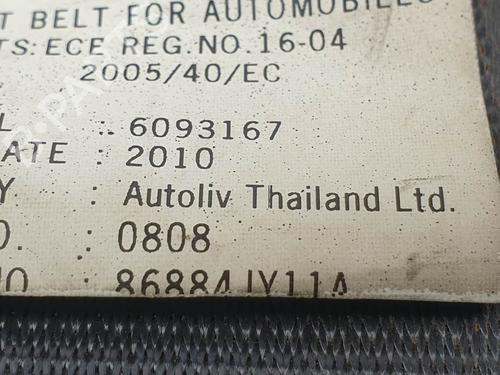 T BELT FOR AUTOMOBILES
TS: ECE REG. NO. 16-04
2005/40/EC
L : 6093167
ATE : 2010
Y : Autoliv Thailand Ltd.
O. : 0808
NO : 86884JY11A